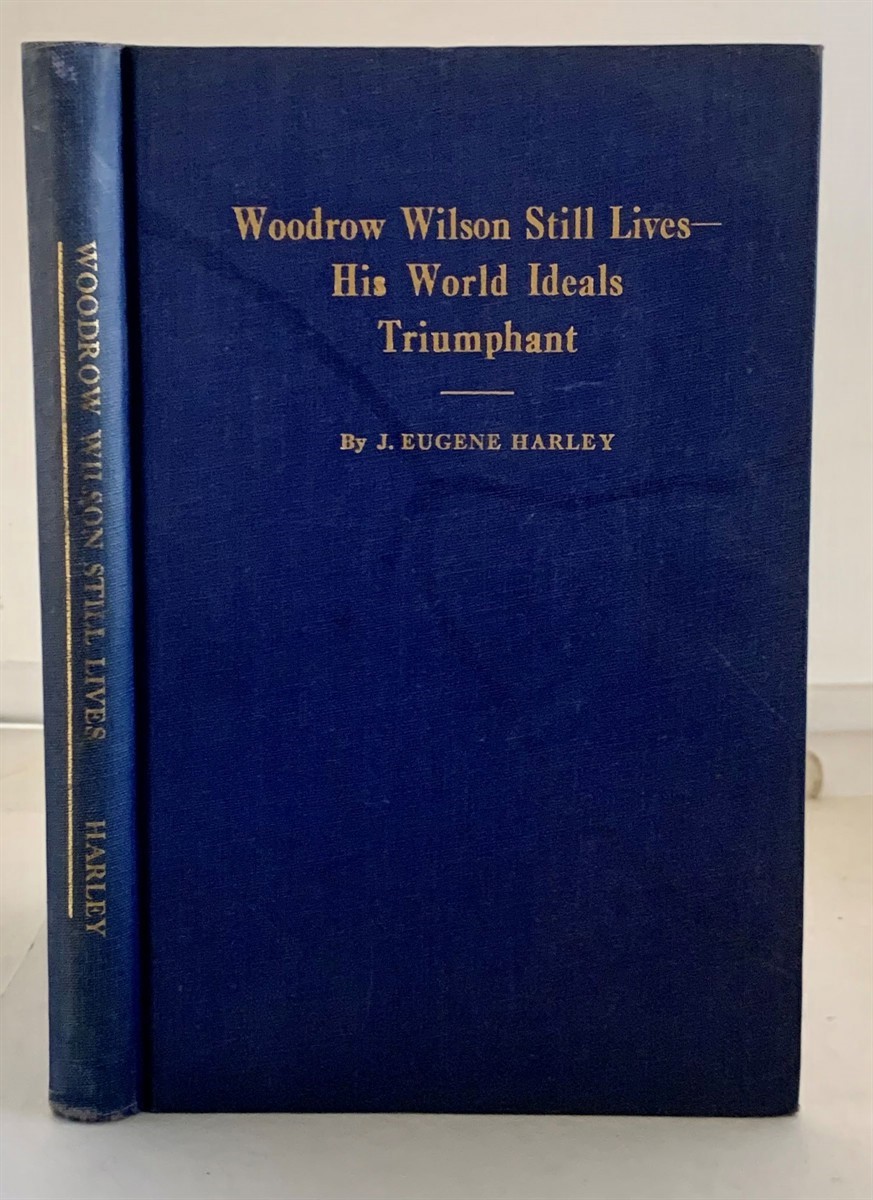 Woodrow Wilson Still Lives—
His World Ideals
Triumphant
By J. EUGENE HARLEY
WOODROW WILSON STILL LIVES HARLEY